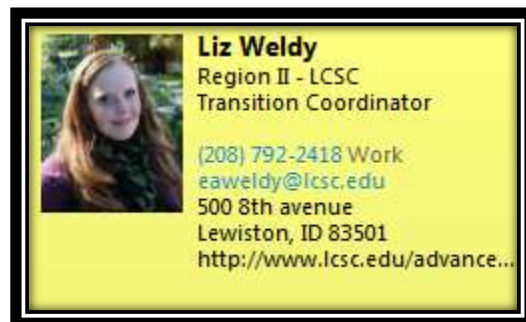 Liz Weldy
Region II - LCSC
Transition Coordinator
(208) 792-2418 Work
eaweldy@lcsc.edu
500 8th avenue
Lewiston, ID 83501
http://www.lcsc.edu/advance...